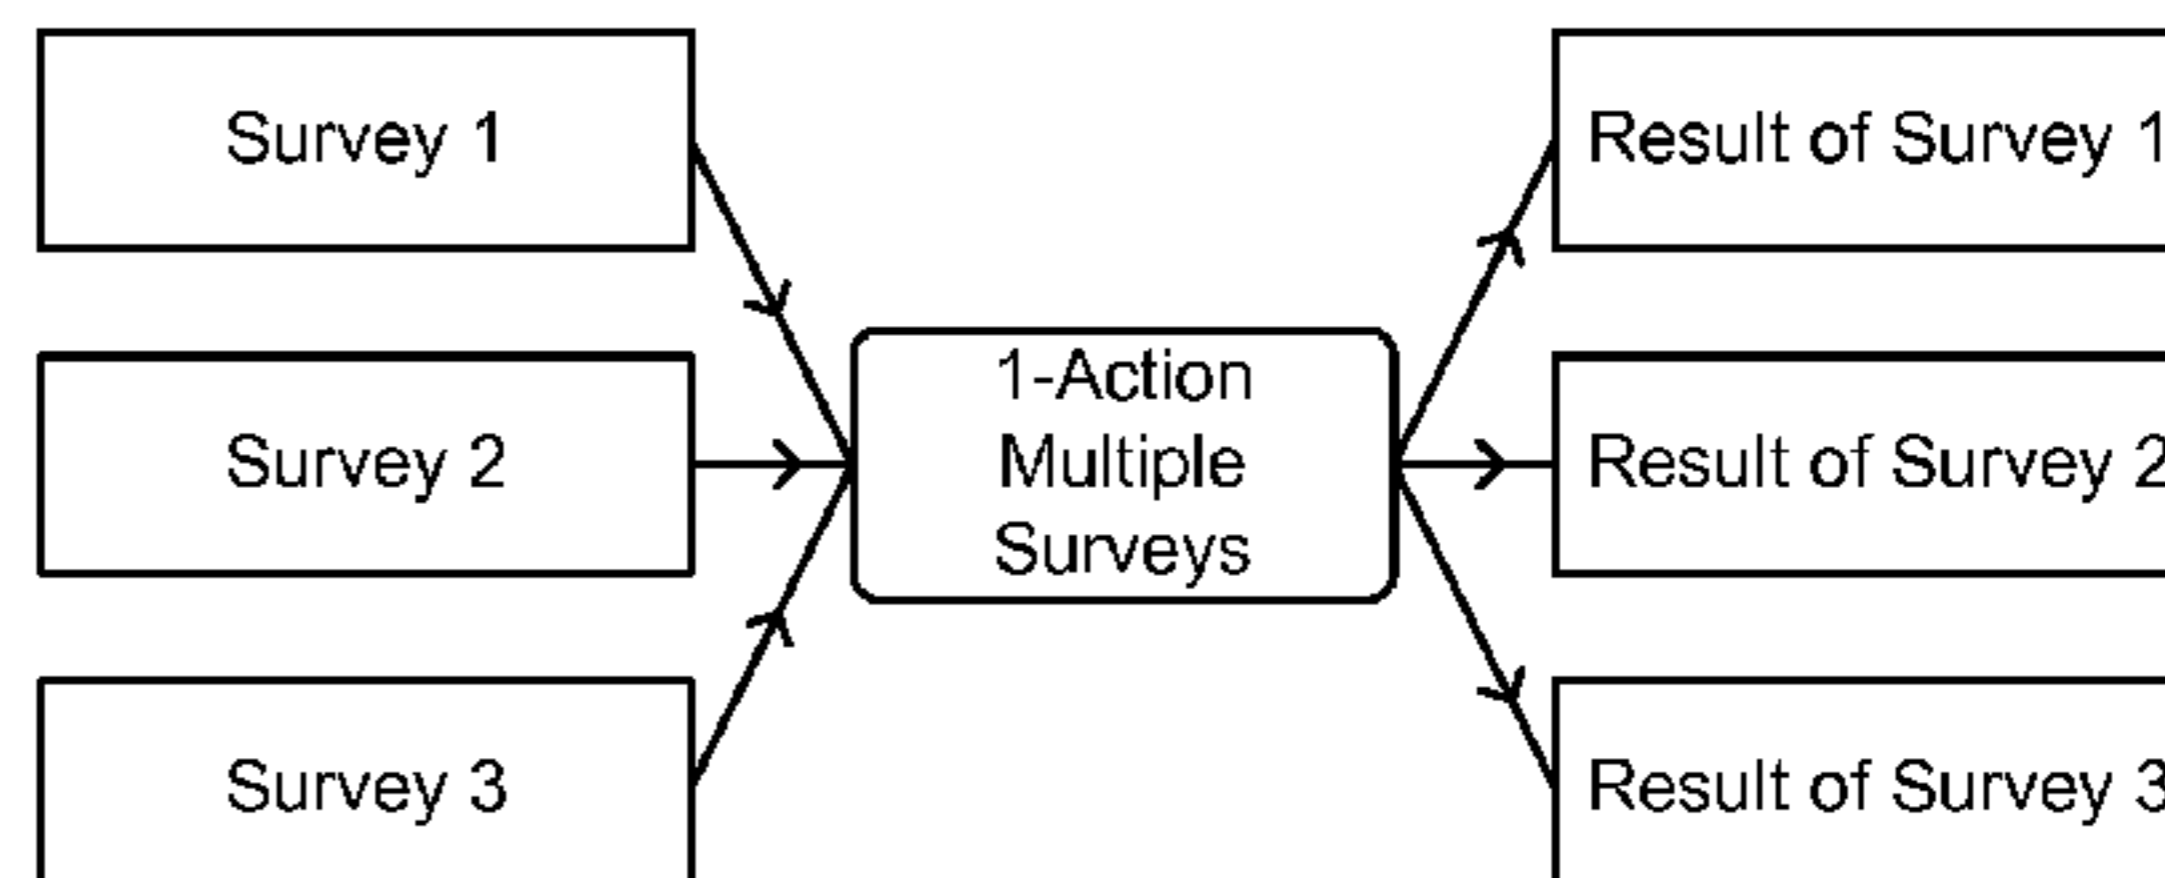 Survey 1
Result of Survey 1
1-Action
Multiple
Surveys
Survey 2
Result of Survey 2
Survey 3
Result of Survey 3